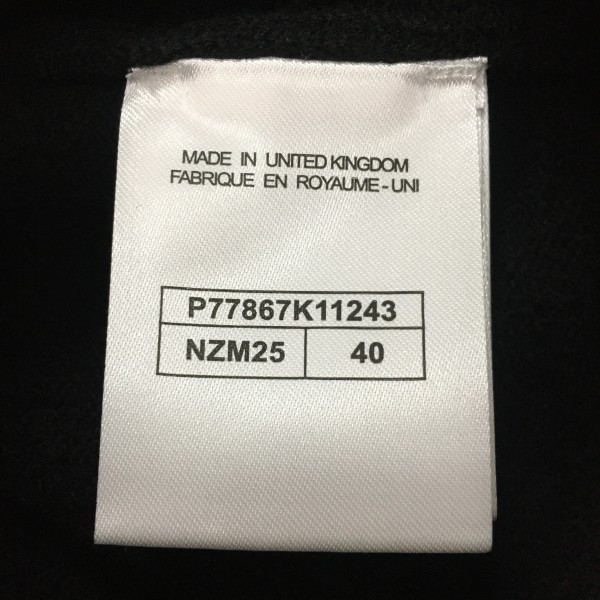 MADE IN UNITED KINGDOM
FABRIQUE EN ROYAUME-UNI
P77867K11243
NZM25 40